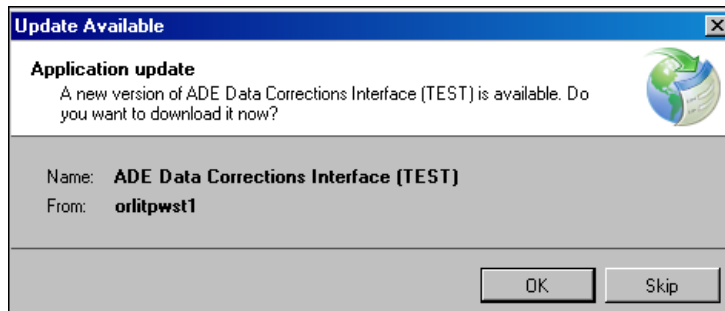 Update Available
Application update
A new version of ADE Data Corrections Interface (TEST) is available. Do
you want to download it now?
Name: ADE Data Corrections Interface (TEST)
From: orlitpwst1
OK Skip